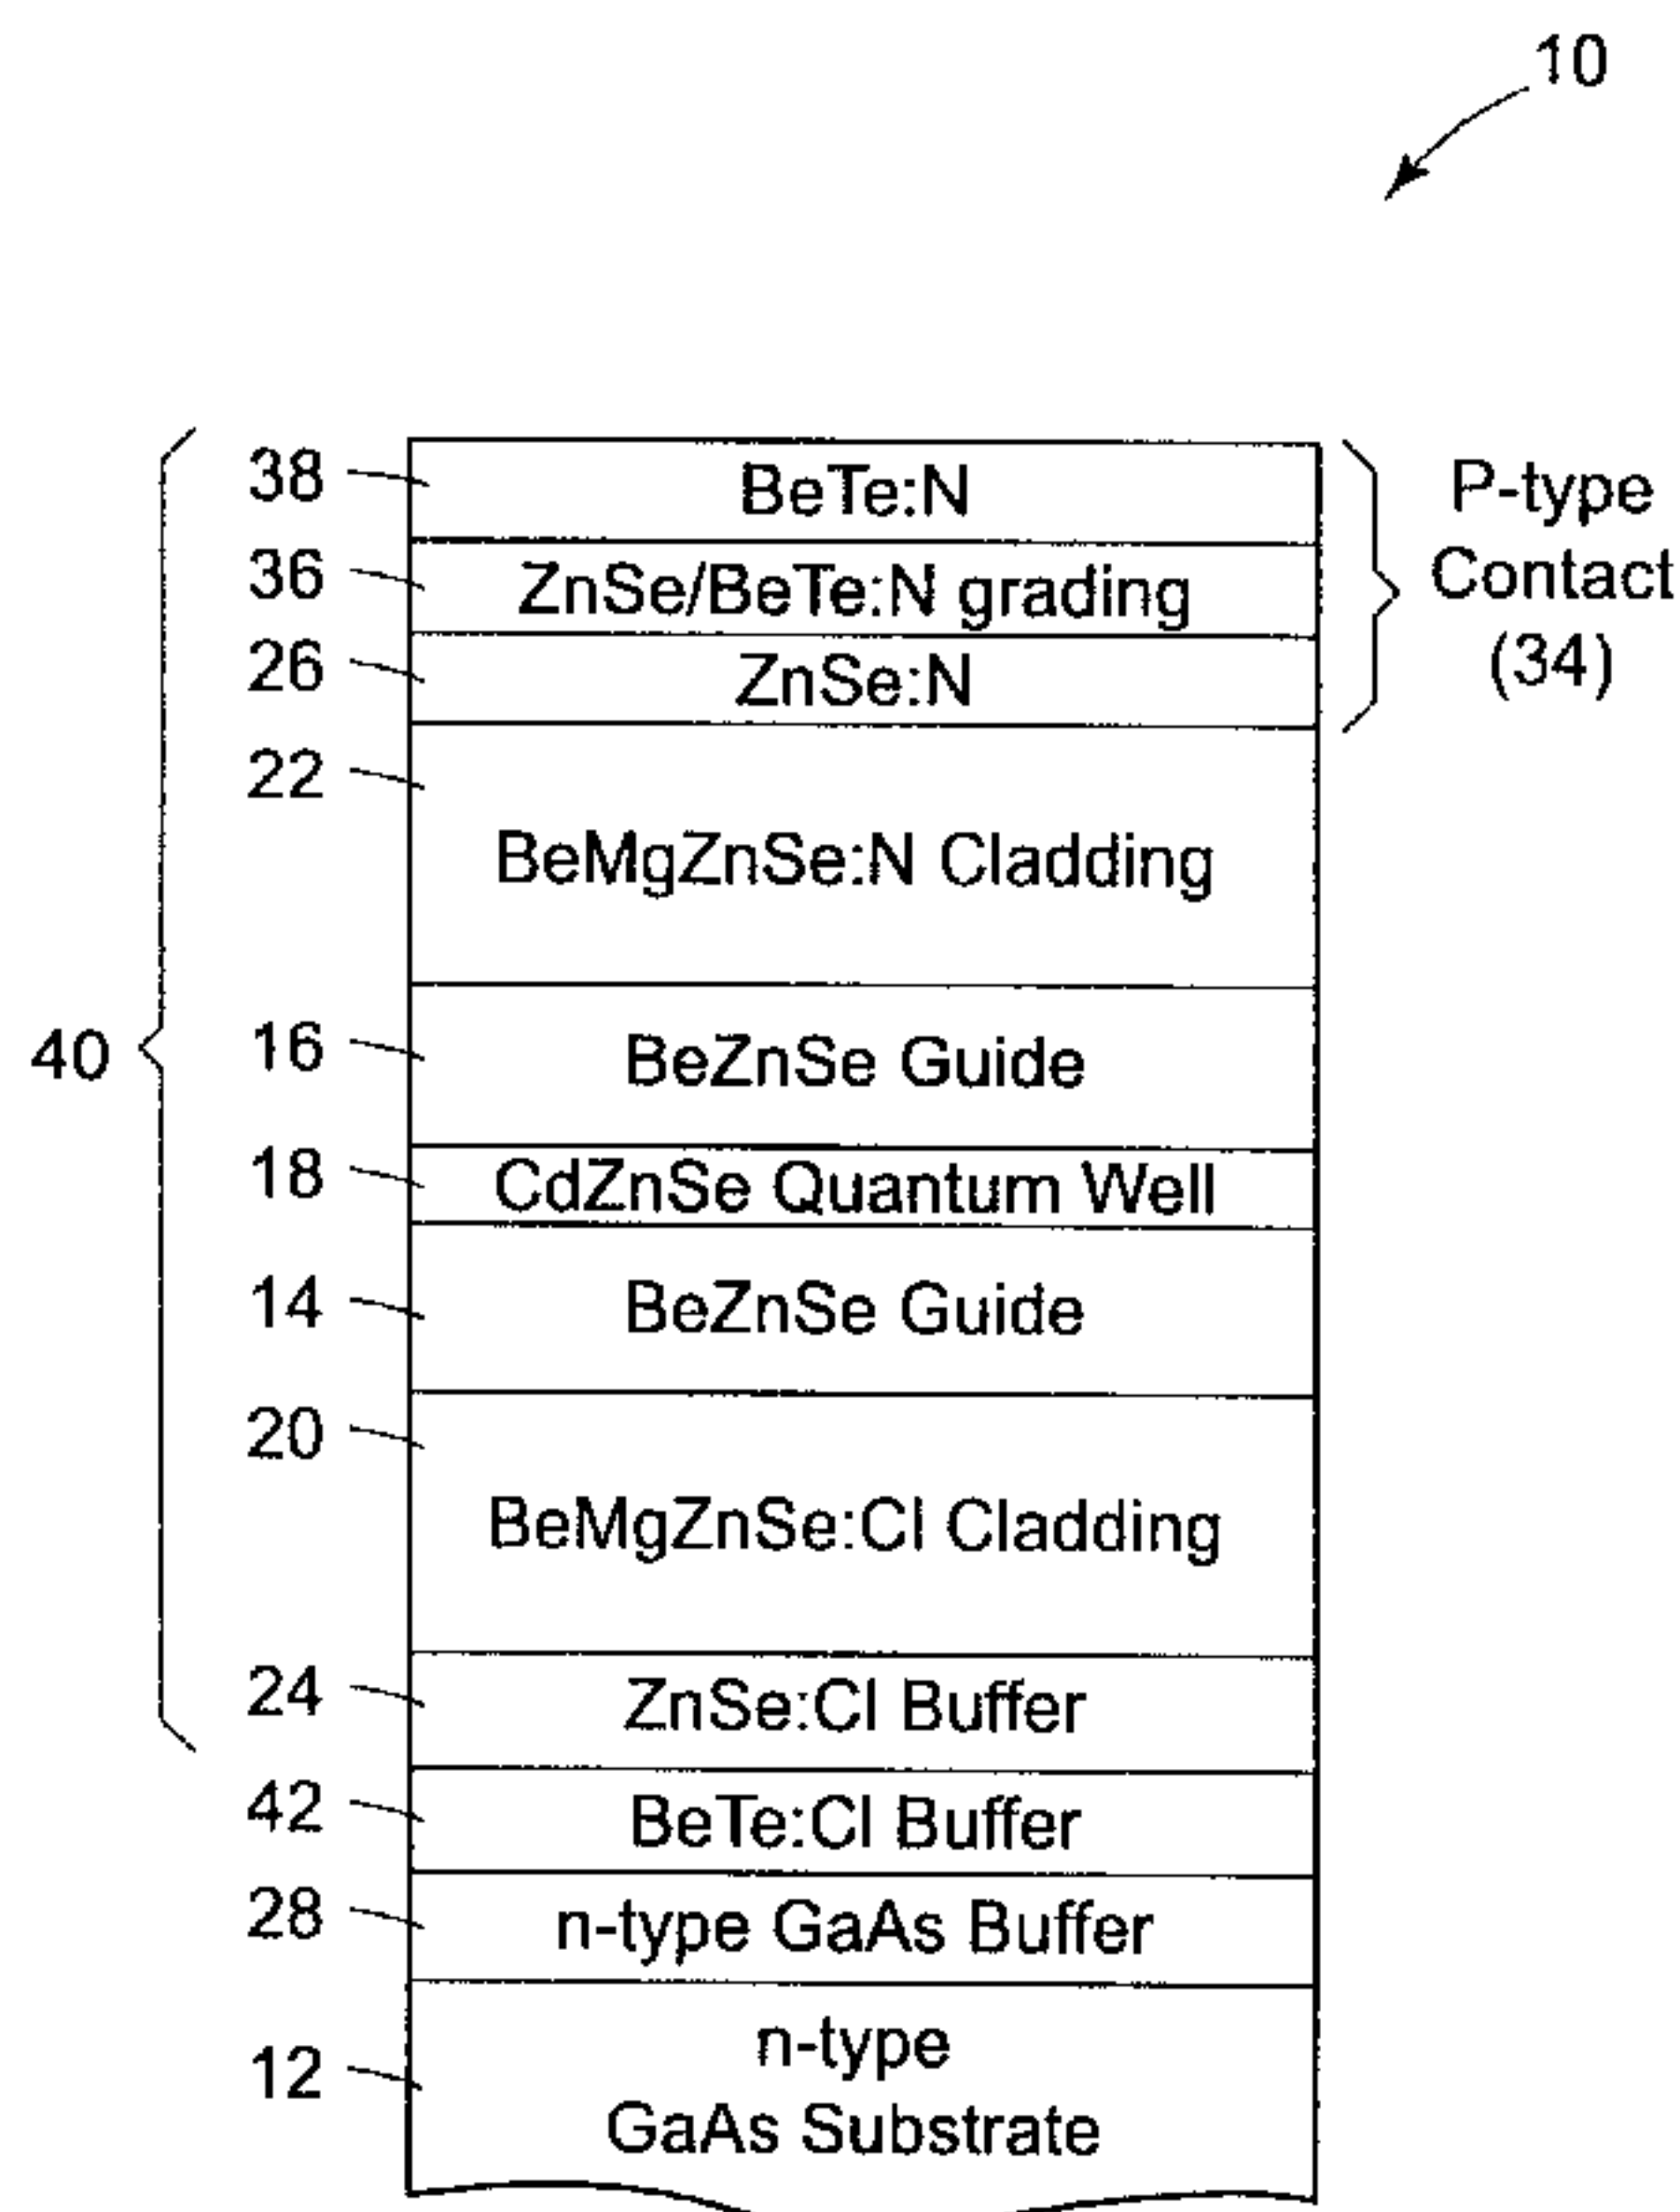 10
38 BeTe:N
36 ZnSe/BeTe:N grading
26 ZnSe:N
P-type
Contact
(34)
22 BeMgZnSe:N Cladding
40
16 BeZnSe Guide
18 CdZnSe Quantum Well
14 BeZnSe Guide
20 BeMgZnSe:Cl Cladding
24 ZnSe:Cl Buffer
42 BeTe:Cl Buffer
28 n-type GaAs Buffer
12 n-type
GaAs Substrate